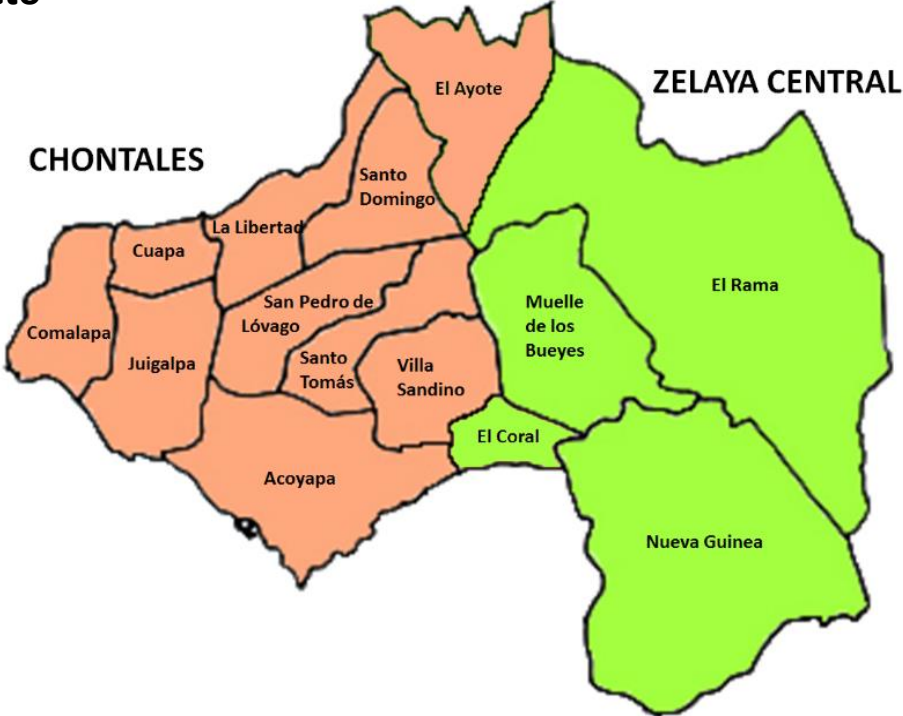 El Ayote
ZELAYA CENTRAL
CHONTALES
Santo
Domingo
La Libertad
Cuapa
El Rama
San Pedro de
Lóvago
Muelle
de los
Bueyes
Comalapa
Juigalpa
Santo
Tomás
Villa
Sandino
El Coral
Acoyapa
Nueva Guinea